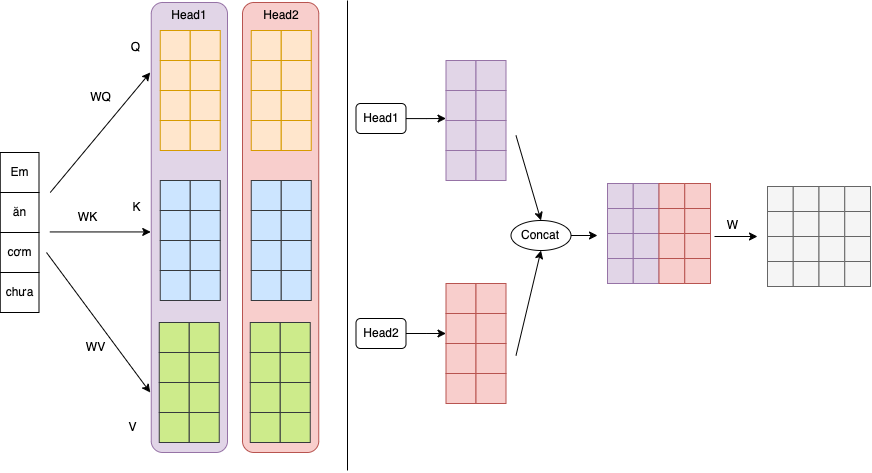 Head1
Head2
Q
WQ
Em
ăn
cơm
chưa
WK
K
WV
V
Head1
Concat
W
Head2